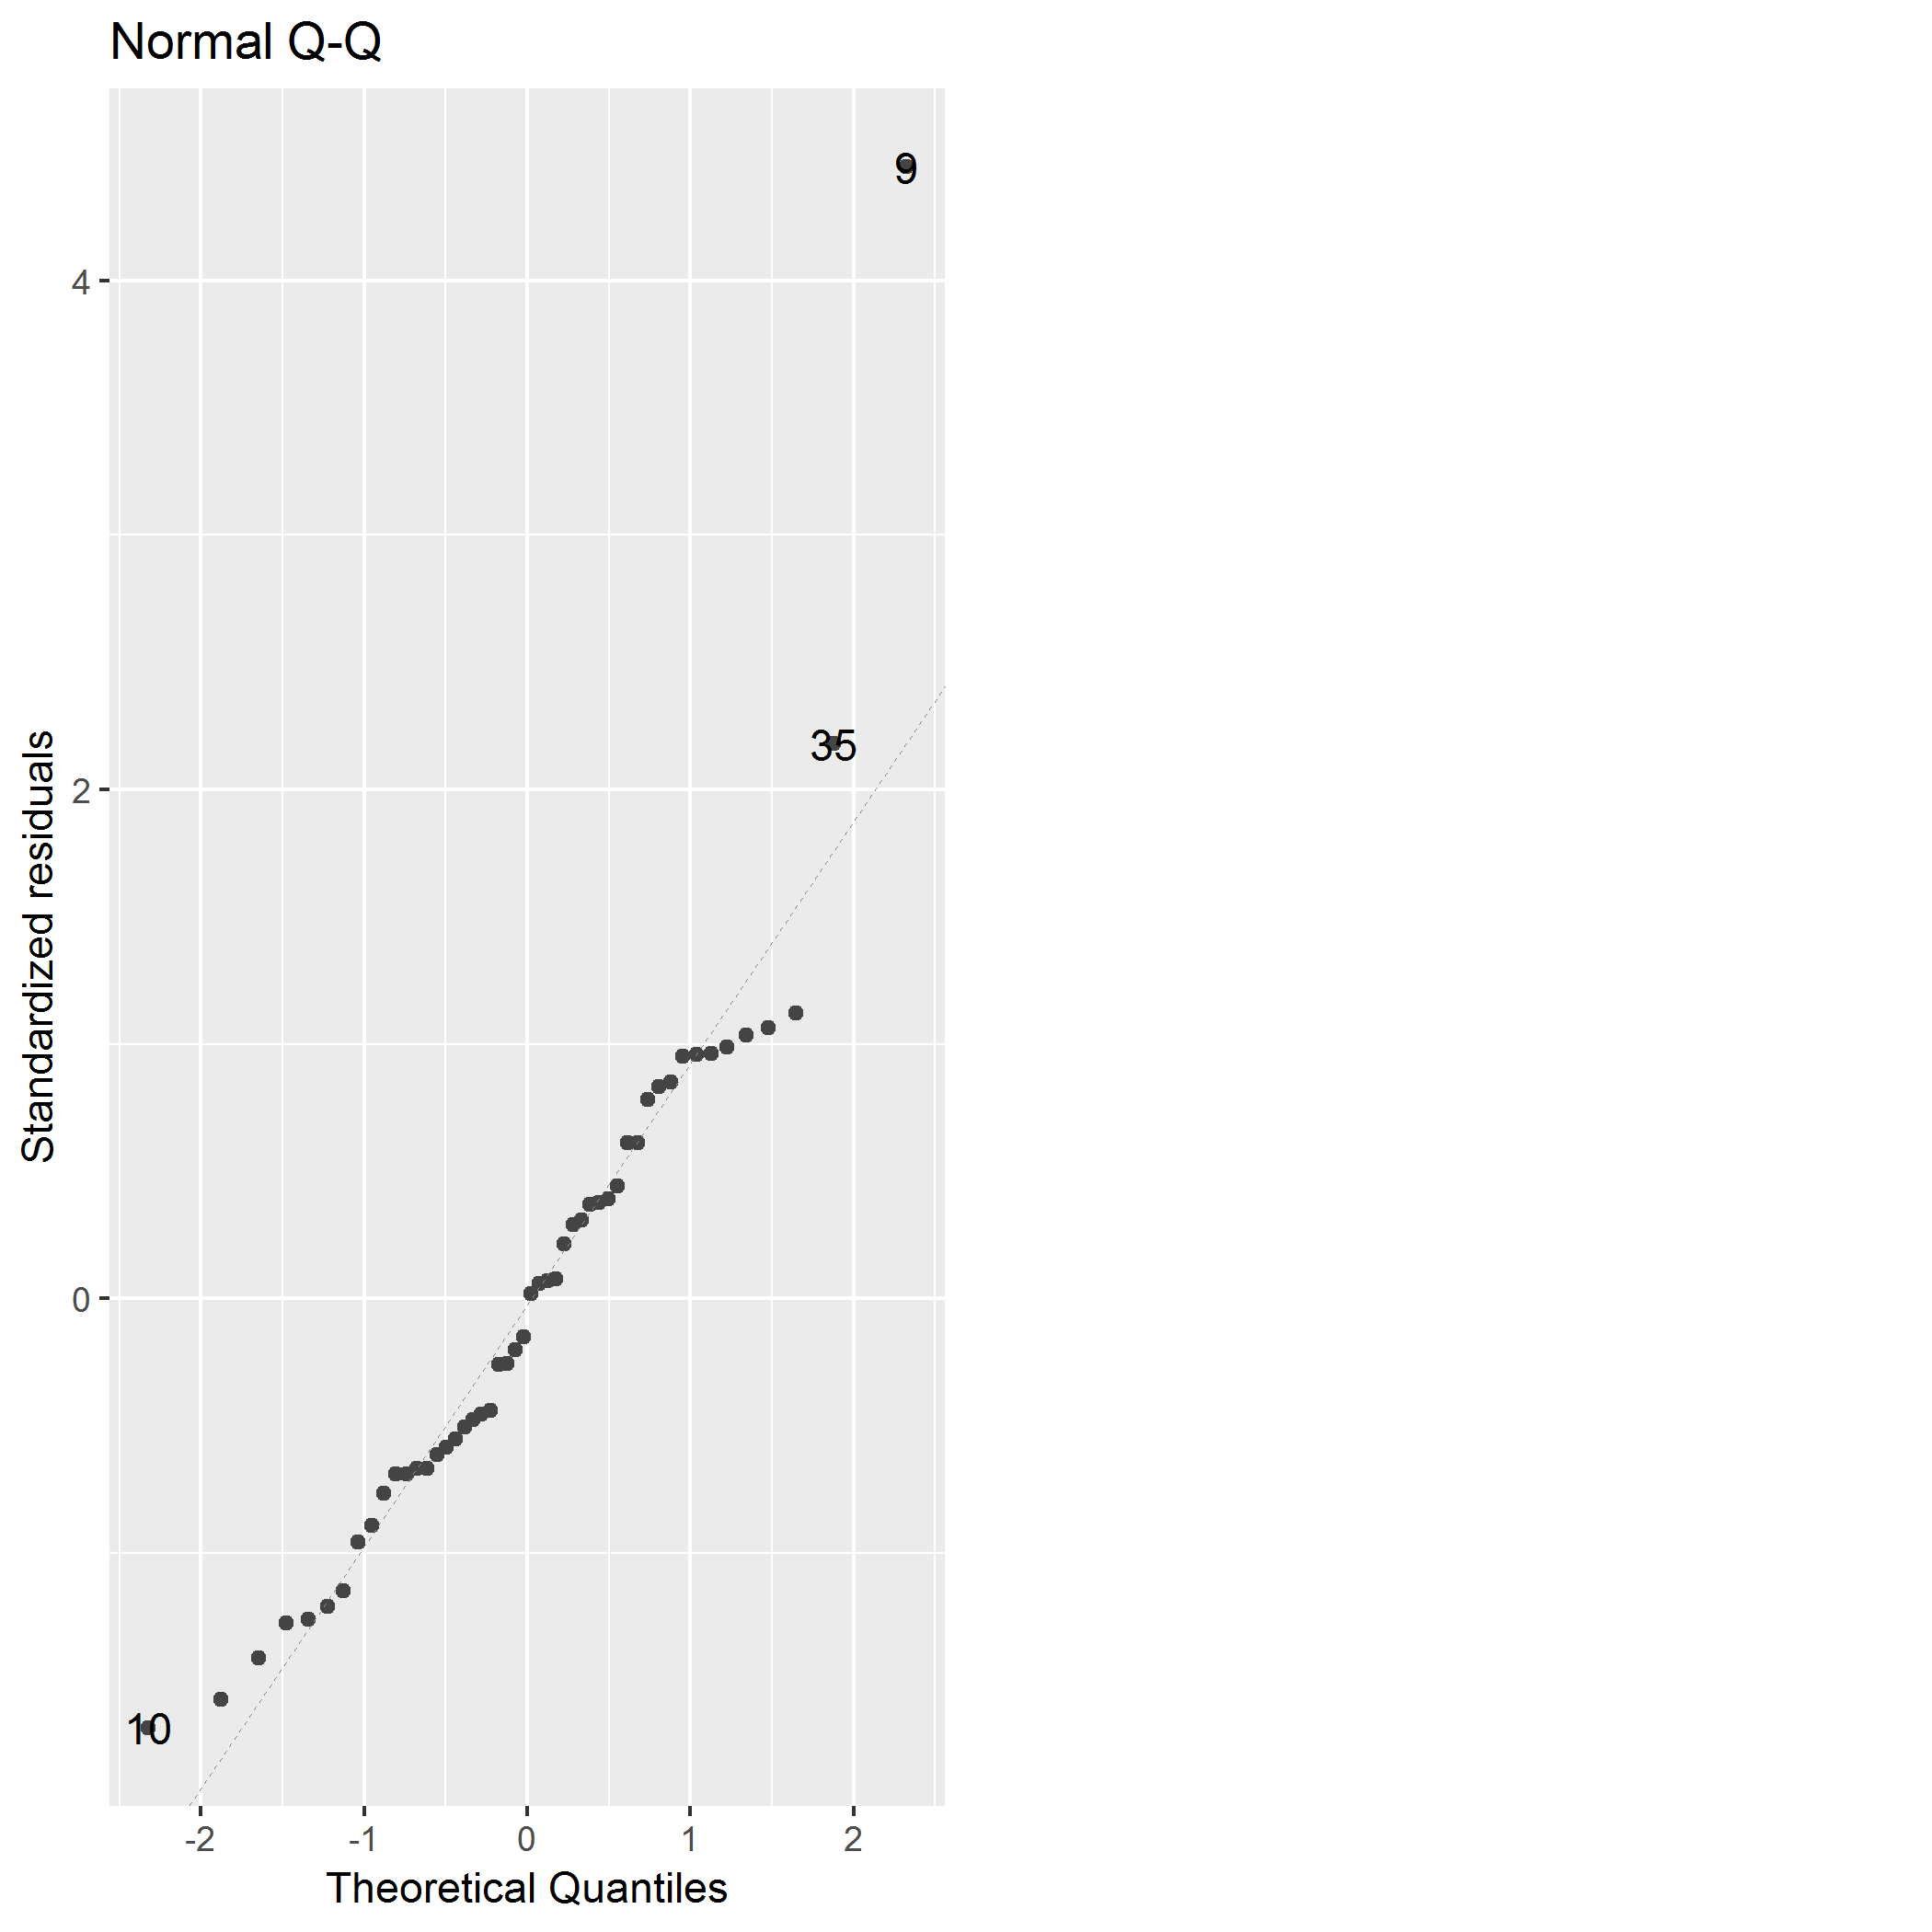 Normal Q-Q
9
4
35
2
Standardized residuals
0
10
-2 -1 0 1 2
Theoretical Quantiles